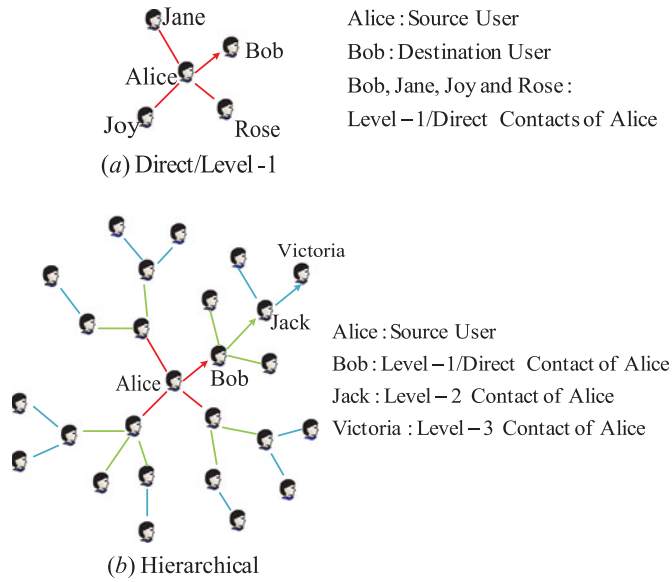 Jane
Bob
Alice
Joy
Rose
(a) Direct/Level-1
Alice : Source User
Bob : Destination User
Bob, Jane, Joy and Rose :
Level−1/Direct Contacts of Alice
Victoria
Jack
Bob
Alice
(b) Hierarchical
Alice : Source User
Bob : Level−1/Direct Contact of Alice
Jack : Level−2 Contact of Alice
Victoria : Level−3 Contact of Alice